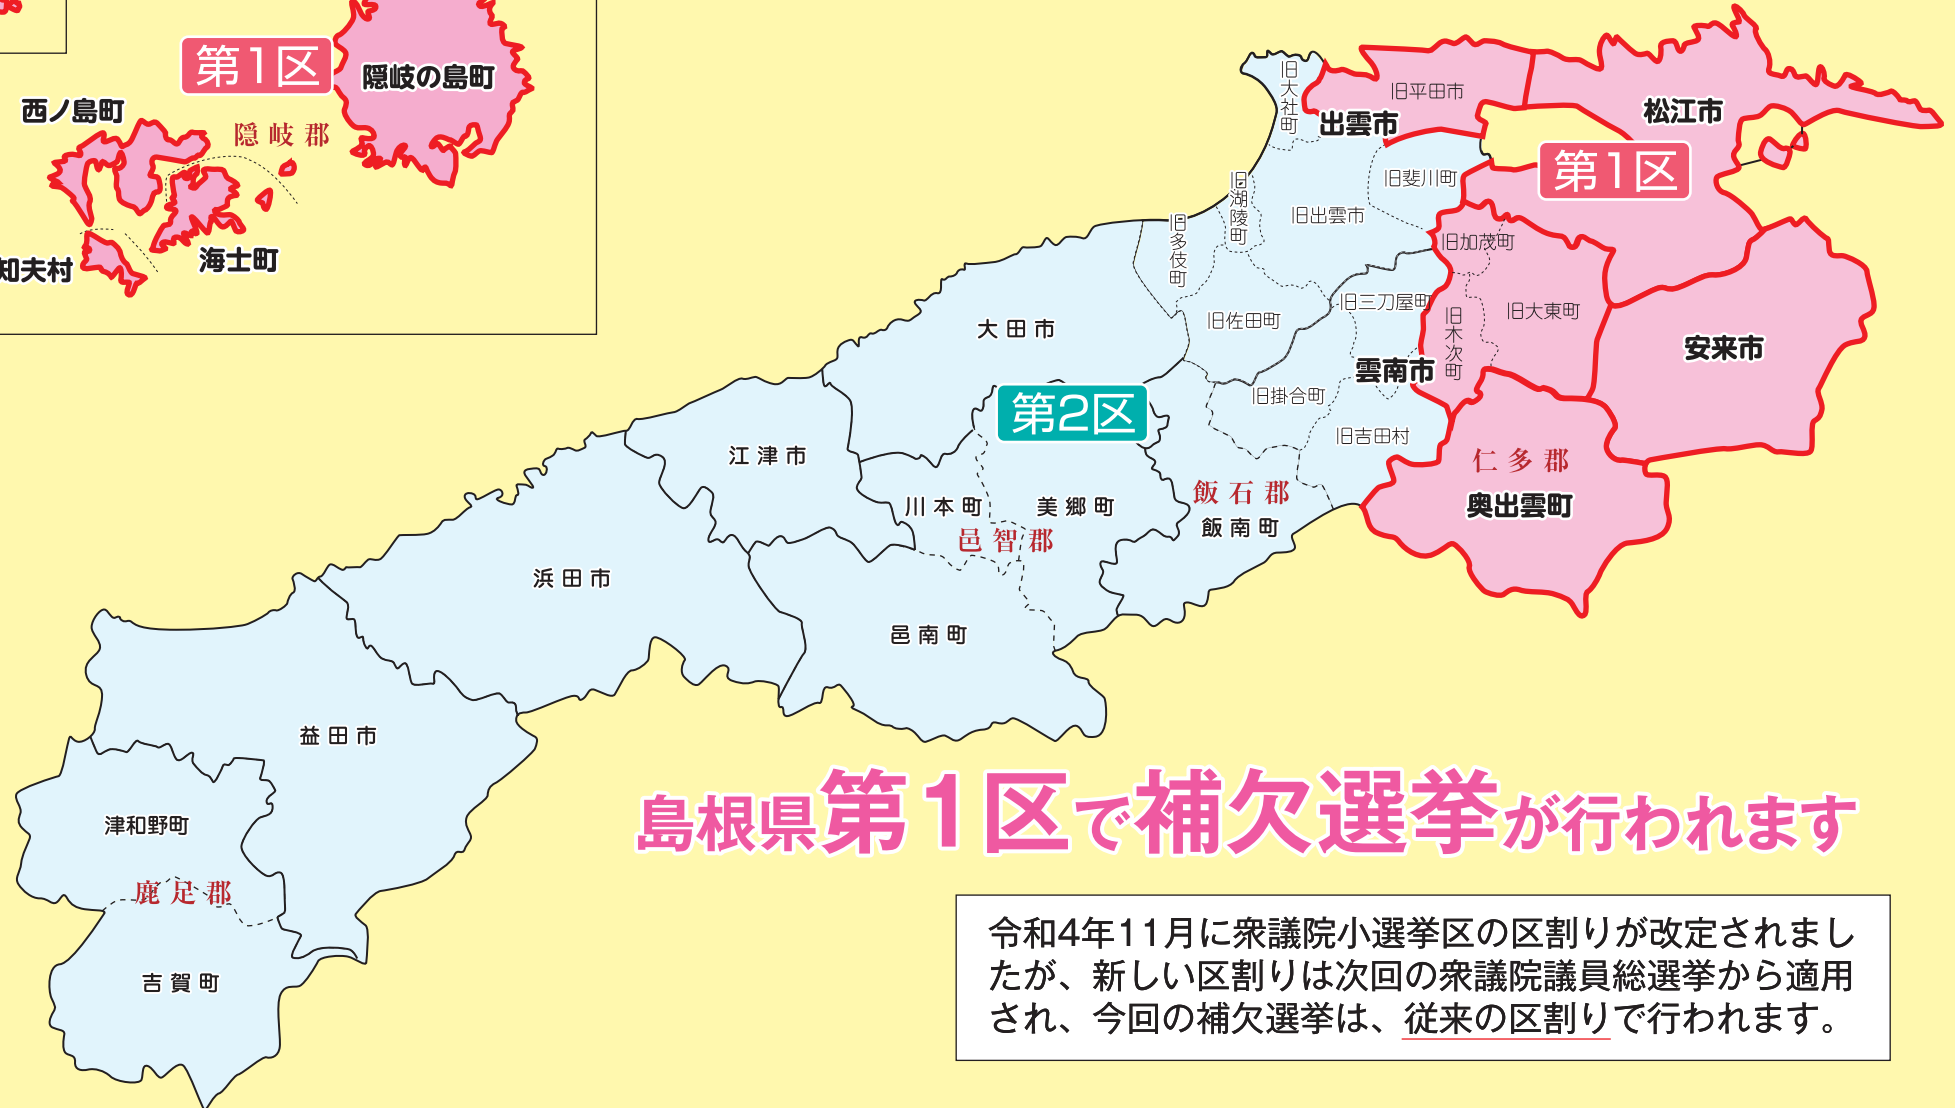 第1区
隠岐の島町
西ノ島町
隠岐郡
海士町
知夫村
旧大社町
旧平田市
出雲市
松江市
第1区
旧斐川町
旧湖陵町
旧出雲市
旧多伎町
旧加茂町
旧三刀屋町
旧佐田町
旧木次町
旧大東町
大田市
安来市
雲南市
第2区
旧掛合町
旧吉田村
江津市
仁多郡
奥出雲町
川本町
美郷町
飯石郡
飯南町
邑智郡
浜田市
邑南町
益田市
津和野町
鹿足郡
吉賀町
島根県第1区で補欠選挙が行われます
令和4年11月に衆議院小選挙区の区割りが改定されまし
たが、新しい区割りは次回の衆議院議員総選挙から適用
され、今回の補欠選挙は、従来の区割りで行われます。